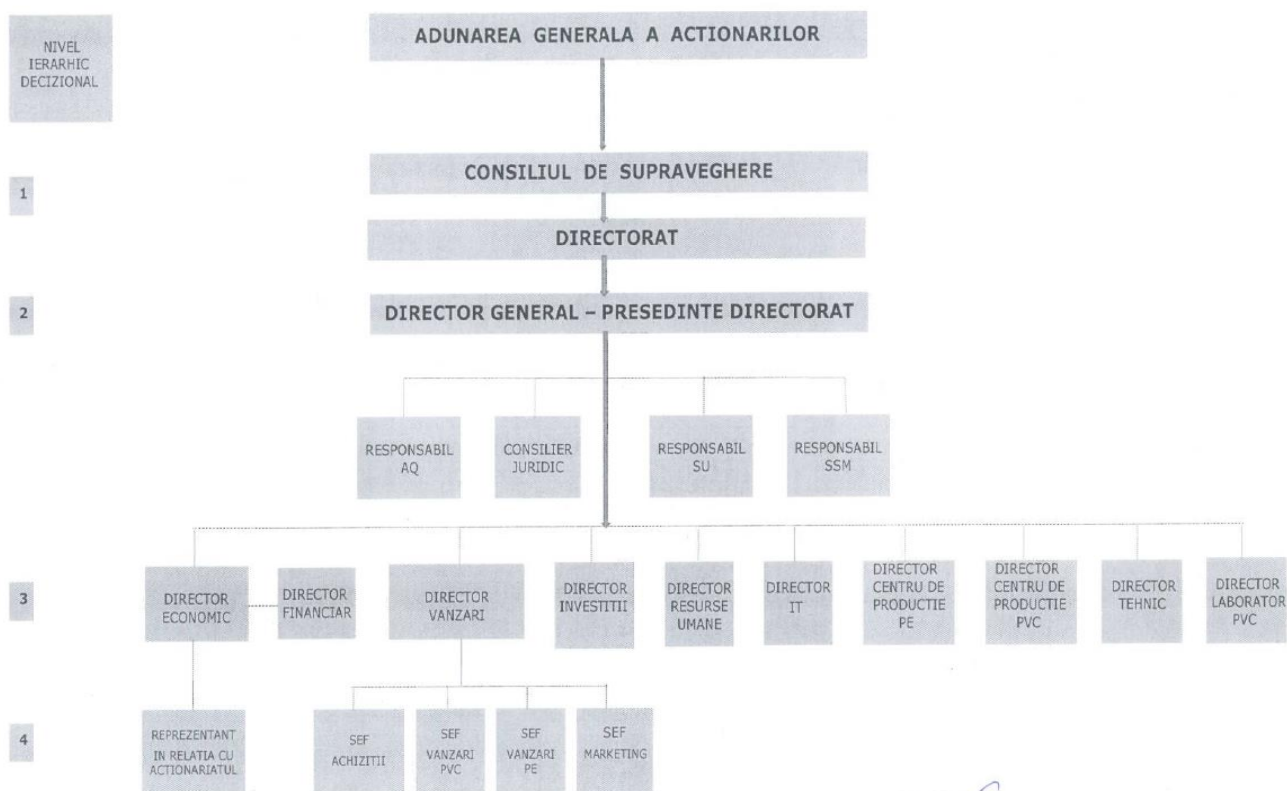 NIVEL
IERARHIC
DECIZIONAL
ADUNAREA GENERALA A ACTIONARILOR
1
CONSILIUL DE SUPRAVEGHERE
DIRECTORAT
2
DIRECTOR GENERAL – PRESEDINTE DIRECTORAT
RESPONSABIL
AQ
CONSILIER
JURIDIC
RESPONSABIL
SU
RESPONSABIL
SSM
3
DIRECTOR
ECONOMIC
DIRECTOR
FINANCIAR
DIRECTOR
VANZARI
DIRECTOR
INVESTITII
DIRECTOR
RESURSE
UMANE
DIRECTOR
IT
DIRECTOR
CENTRU DE
PRODUCTIE
PE
DIRECTOR
CENTRU DE
PRODUCTIE
PVC
DIRECTOR
TEHNIC
DIRECTOR
LABORATOR
PVC
4
REPREZENTANT
IN RELATIA CU
ACTIONARIATUL
SEF
ACHIZITII
SEF
VANZARI
PVC
SEF
VANZARI
PE
SEF
MARKETING